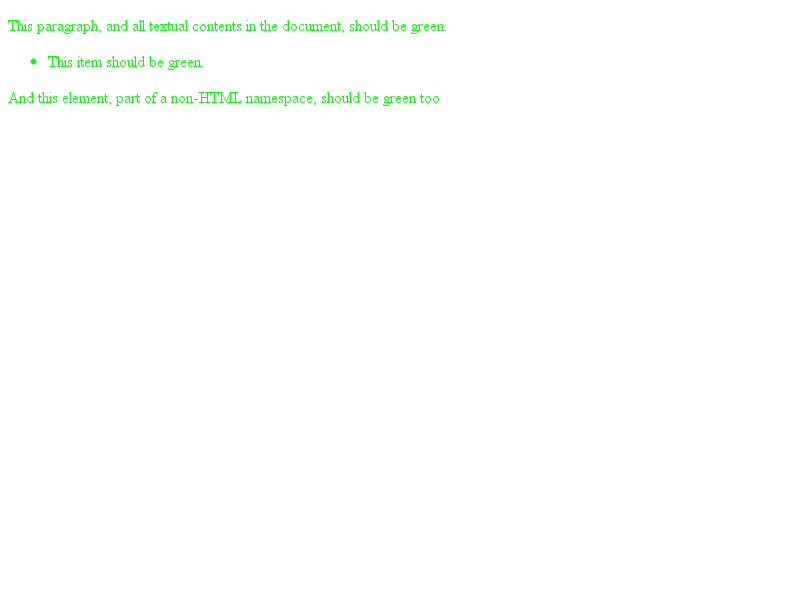 This paragraph, and all textual contents in the document, should be green.
This item should be green.
And this element, part of a non-HTML namespace, should be green too